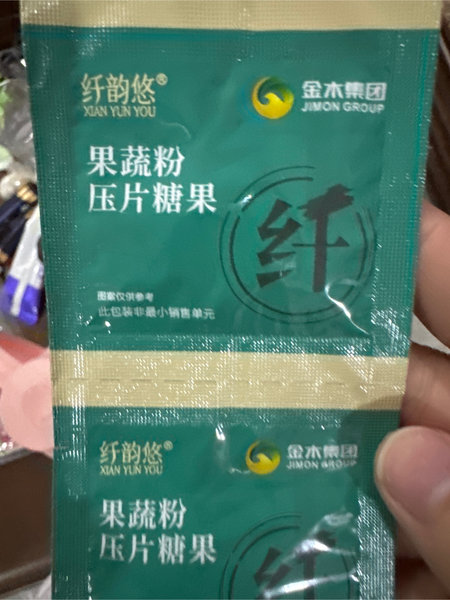 纤韵悠®
XIAN YUN YOU
金木集团
JIMON GROUP
果蔬粉
压片糖果
纤
图案仅供参考
此包装非最小销售单元
纤韵悠®
XIAN YUN YOU
金木集团
JIMON GROUP
果蔬粉
压片糖果
纤